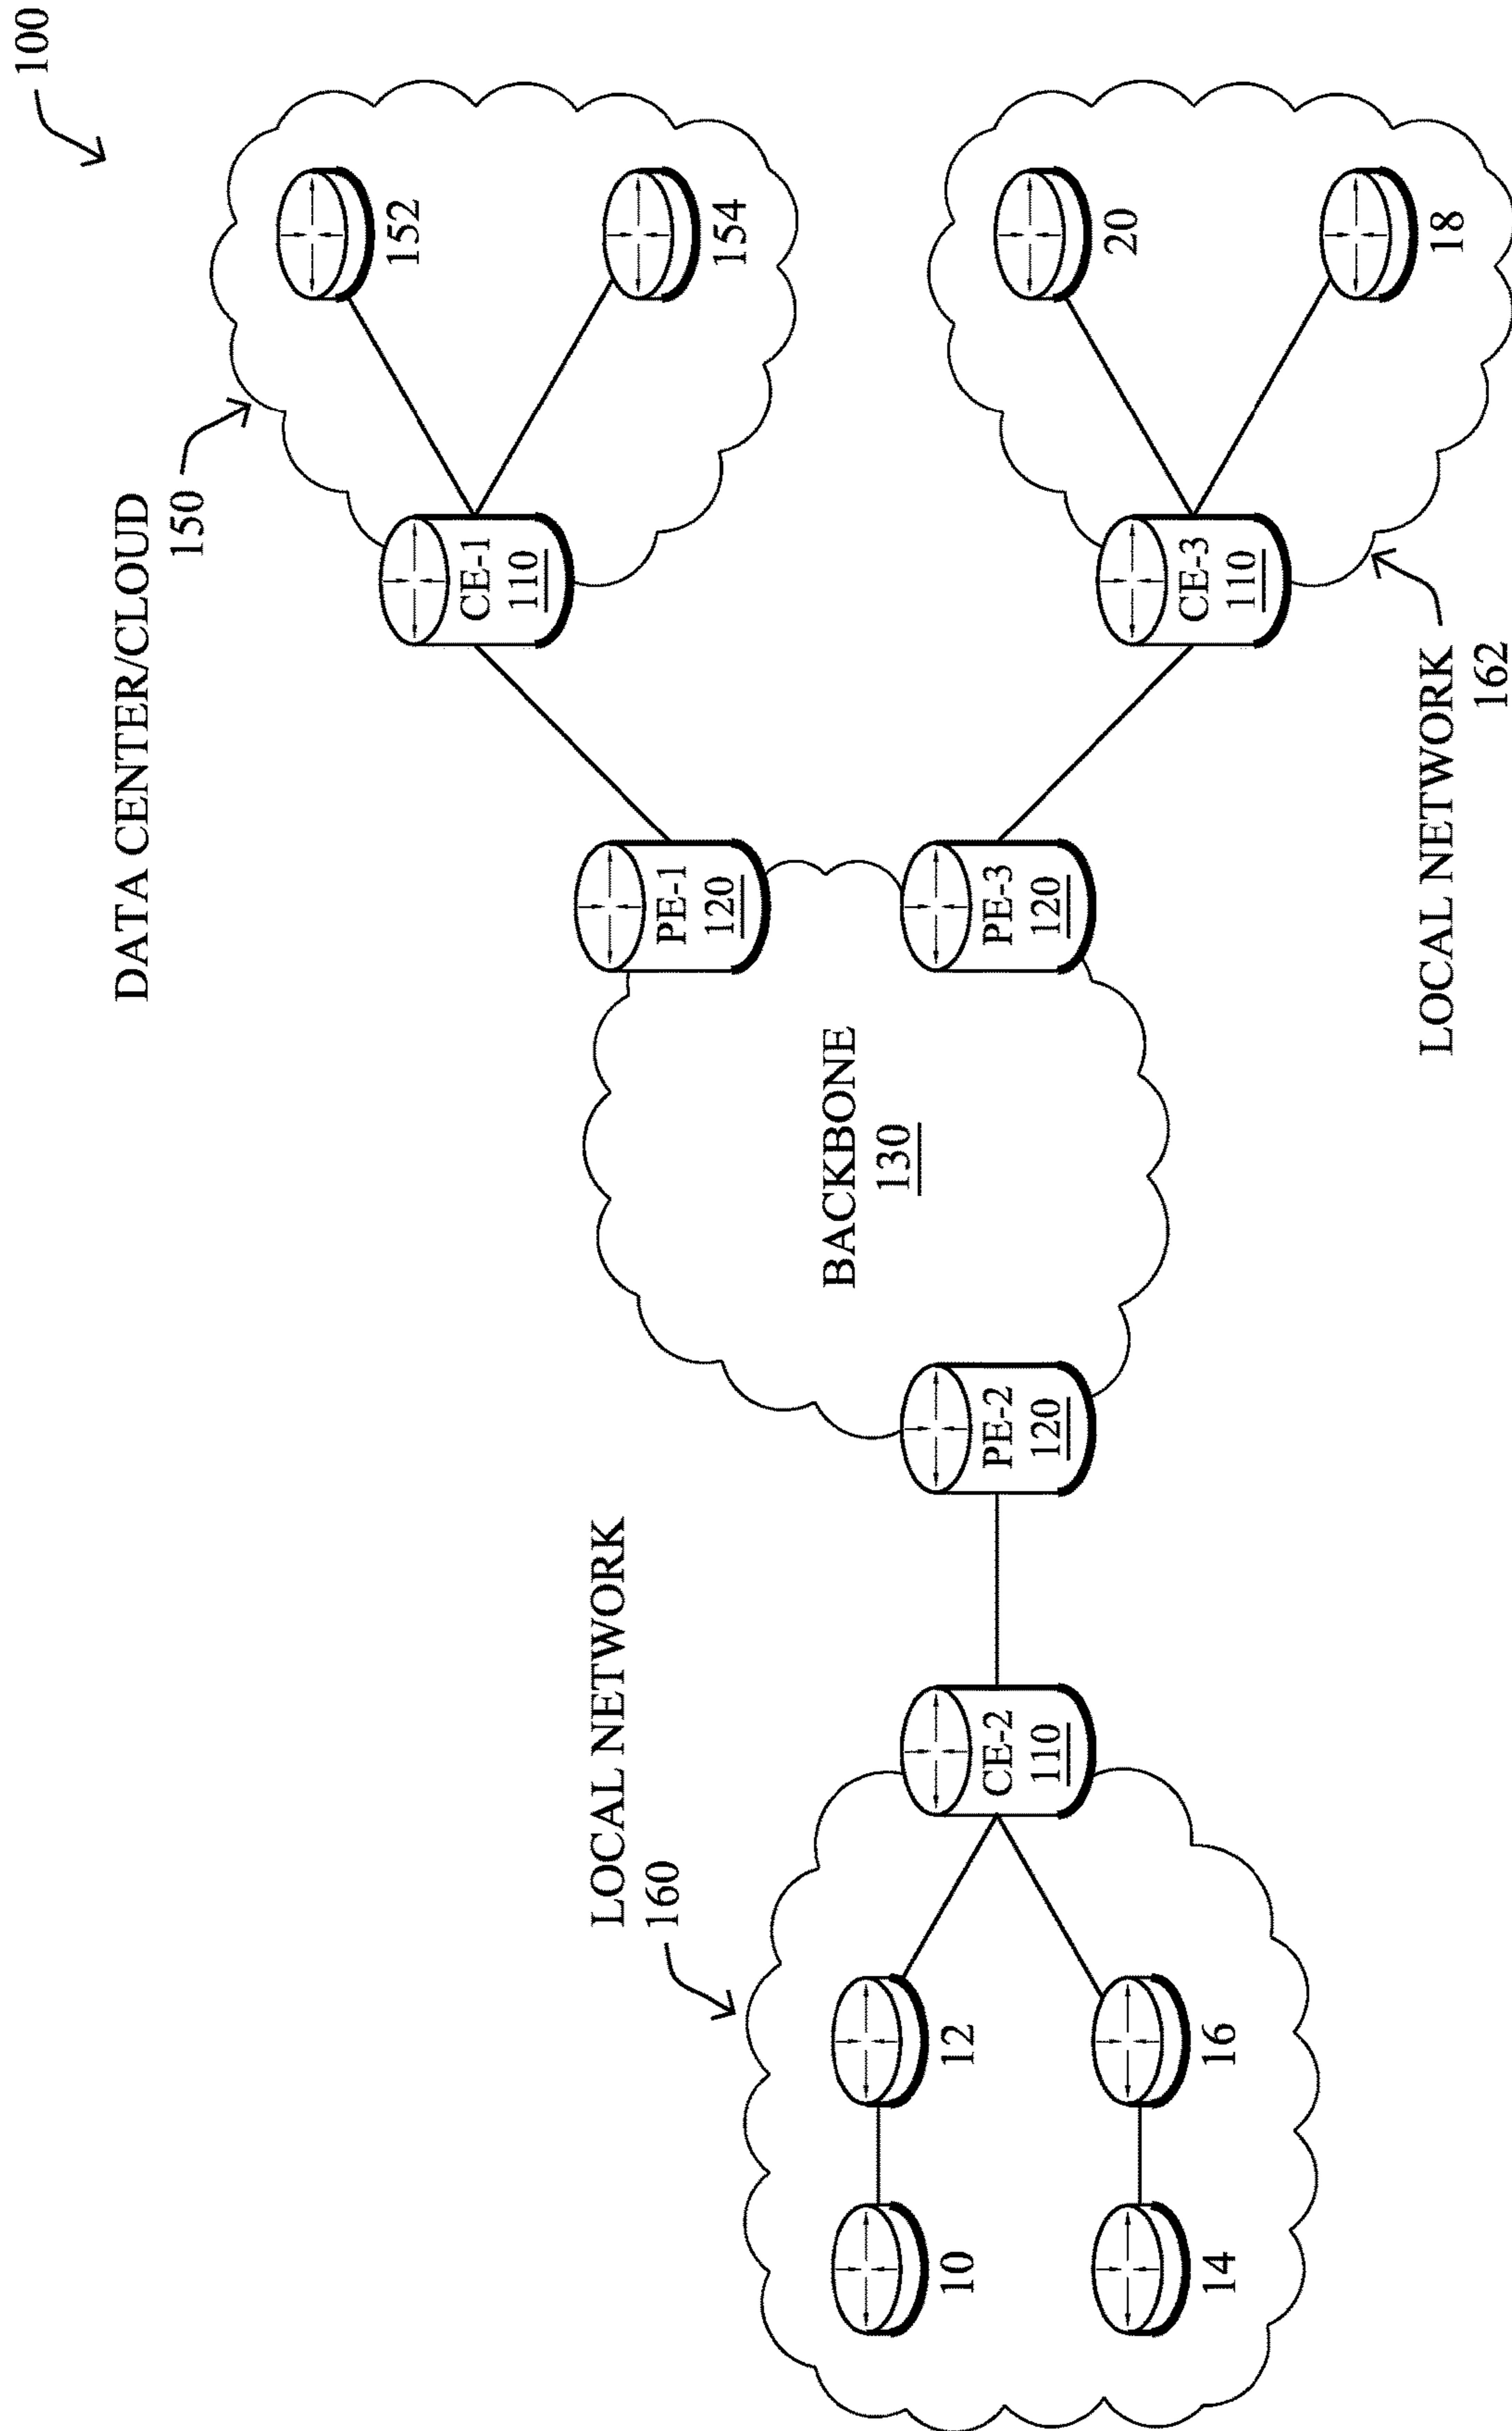 100
DATA CENTER/CLOUD
150
152
154
CE-1
110
PE-1
120
BACKBONE
130
PE-3
120
PE-2
120
CE-3
110
20
18
LOCAL NETWORK
162
LOCAL NETWORK
160
CE-2
110
12
10
16
14